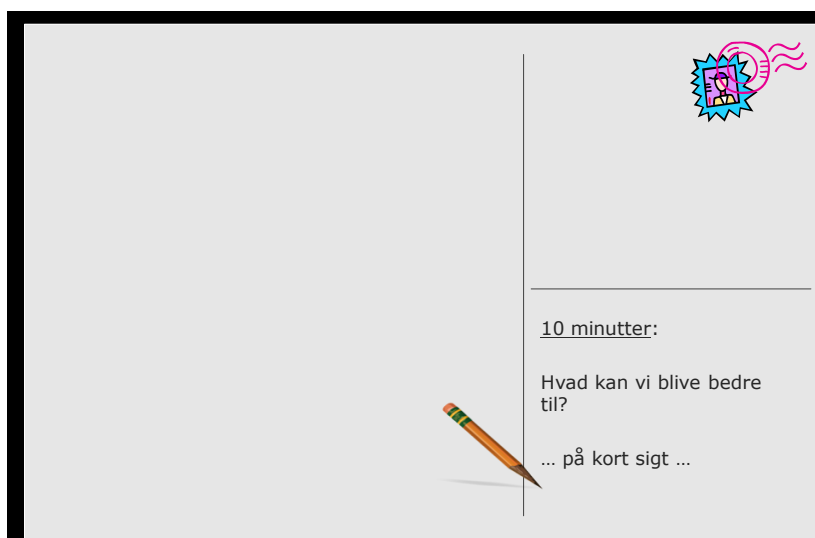 10 minutter:
Hvad kan vi blive bedre
til?
... på kort sigt ...